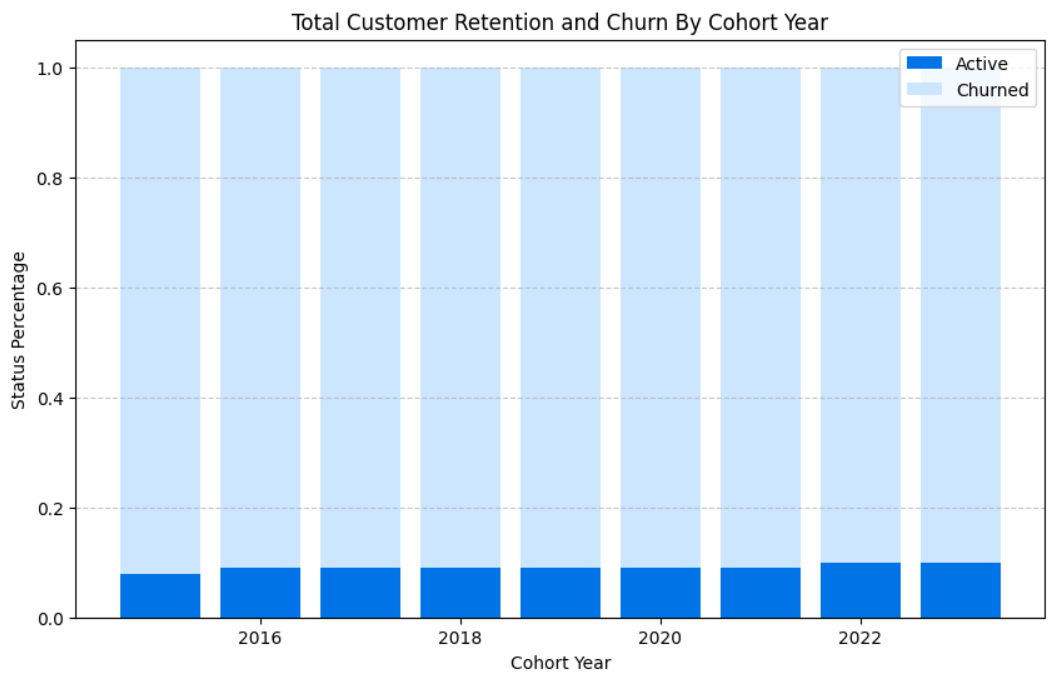 Total Customer Retention and Churn By Cohort Year
Active
Churned
1.0
0.8
0.6
0.4
0.2
0.0
Status Percentage
2016
2018
2020
2022
Cohort Year